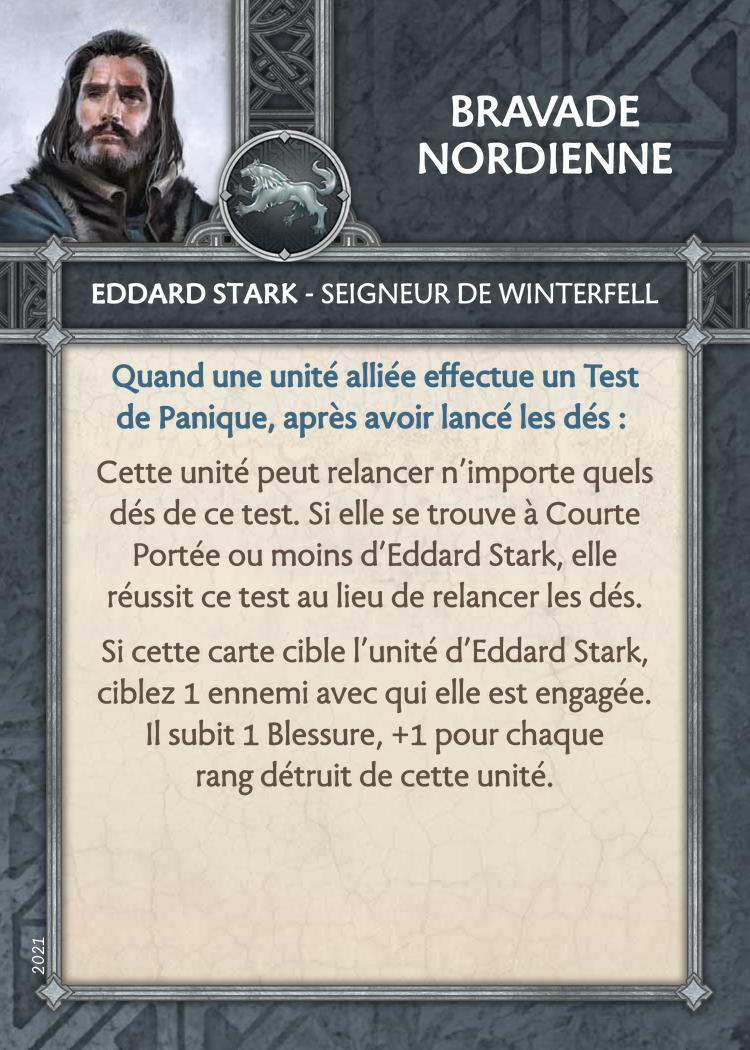 BRAVADE
NORDIENNE
EDDARD STARK - SEIGNEUR DE WINTERFELL
Quand une unité alliée effectue un Test
de Panique, après avoir lancé les dés :
Cette unité peut relancer n’importe quels
dés de ce test. Si elle se trouve à Courte
Portée ou moins d’Eddard Stark, elle
réussit ce test au lieu de relancer les dés.
Si cette carte cible l’unité d’Eddard Stark,
ciblez 1 ennemi avec qui elle est engagée.
Il subit 1 Blessure, +1 pour chaque
rang détruit de cette unité.
2021